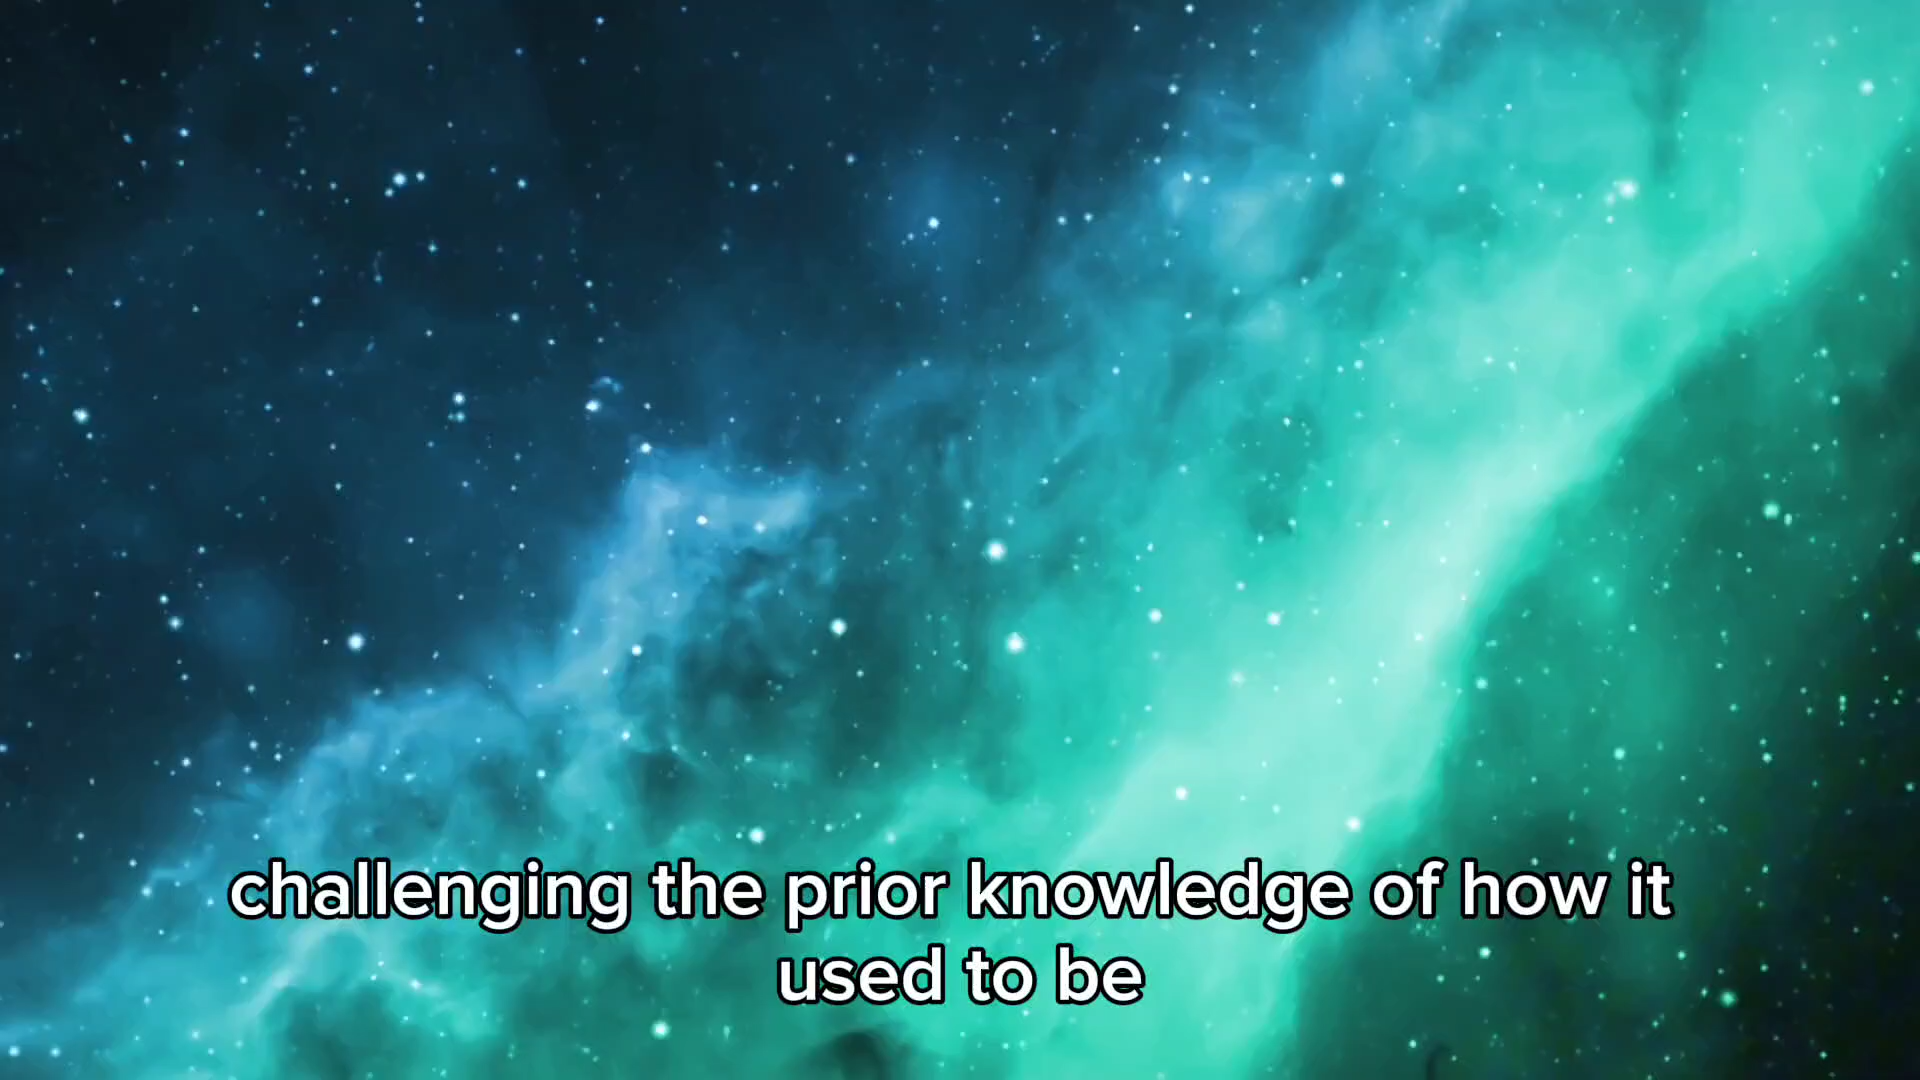 challenging the prior knowledge of how it
used to be